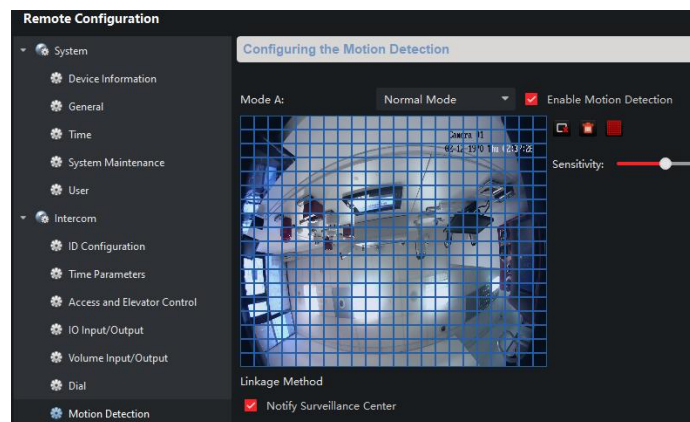 Remote Configuration
System
Device Information
General
Time
System Maintenance
User
Intercom
ID Configuration
Time Parameters
Access and Elevator Control
IO Input/Output
Volume Input/Output
Dial
Motion Detection
Configuring the Motion Detection
Mode A: Normal Mode Enable Motion Detection
Camera 01
Sensitivity:
Linkage Method
Notify Surveillance Center